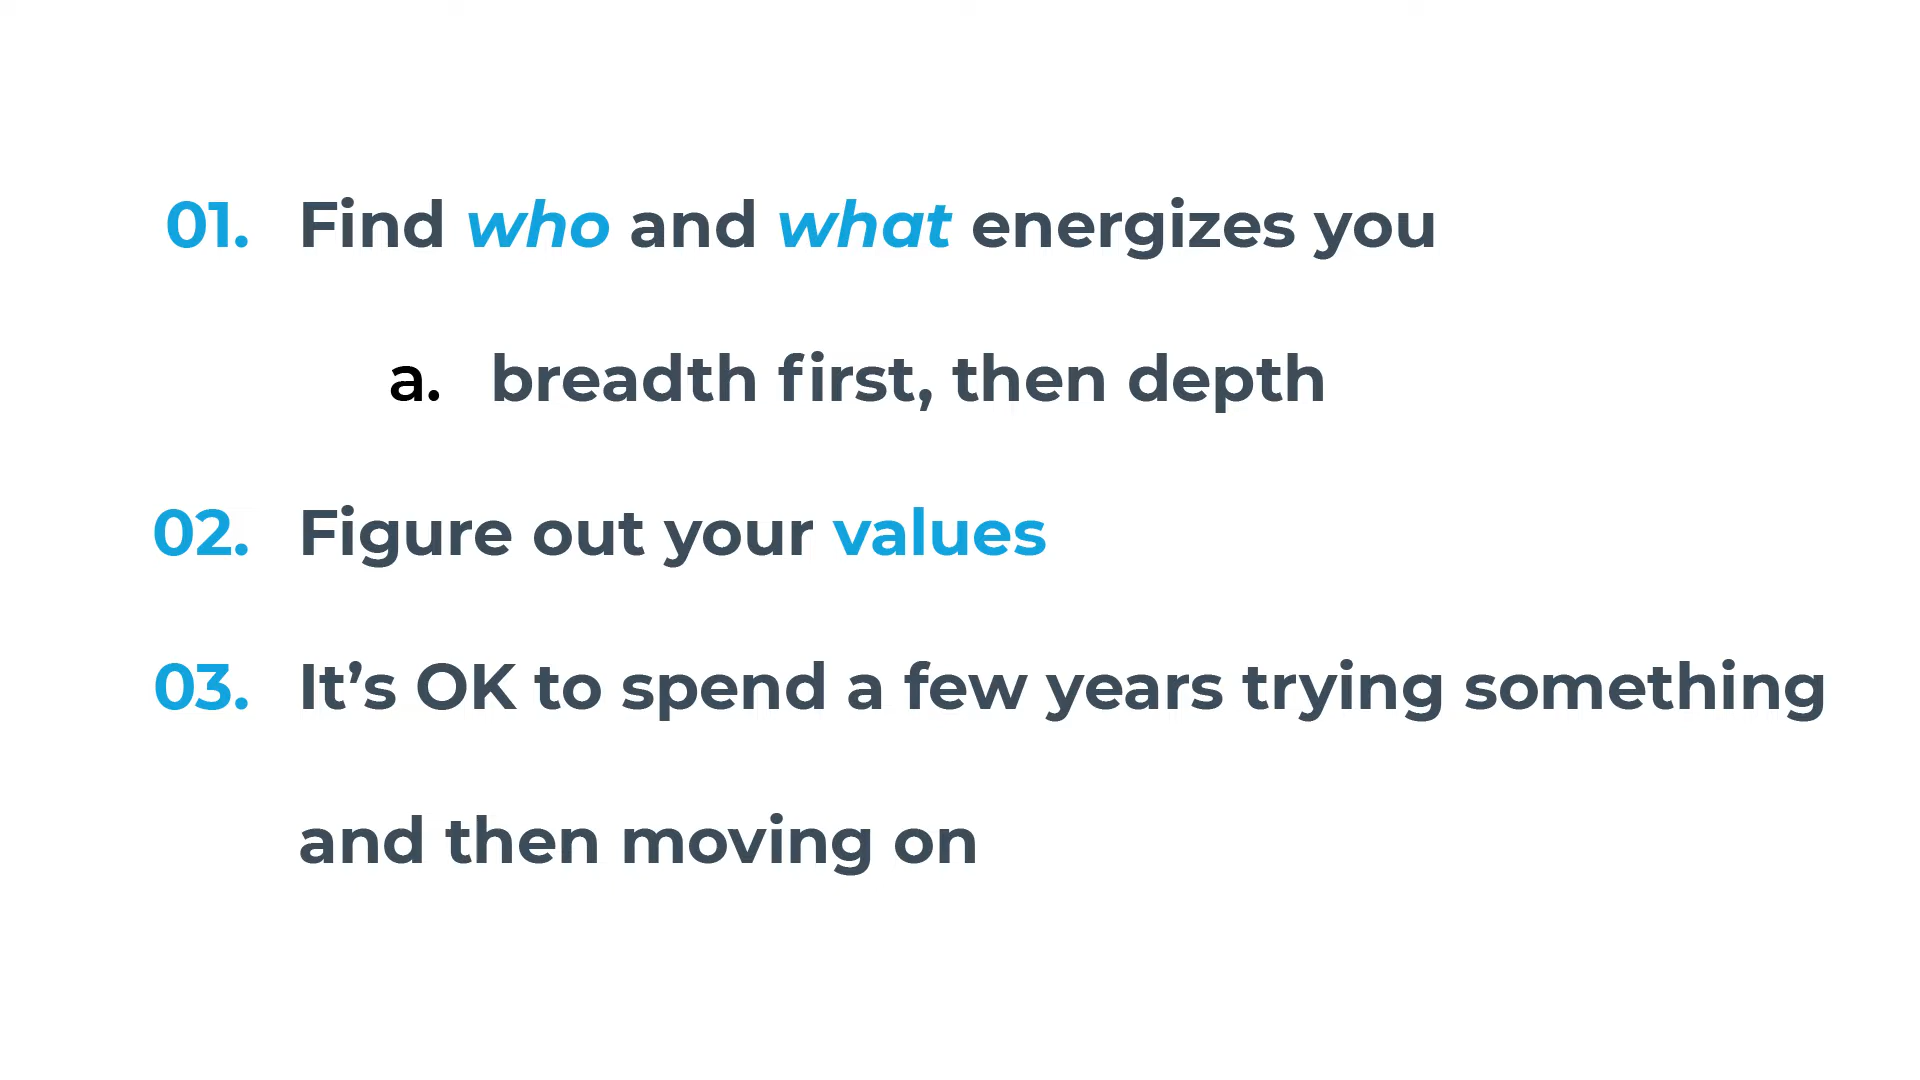 01. Find who and what energizes you
a. breadth first, then depth
02. Figure out your values
03. It’s OK to spend a few years trying something
and then moving on